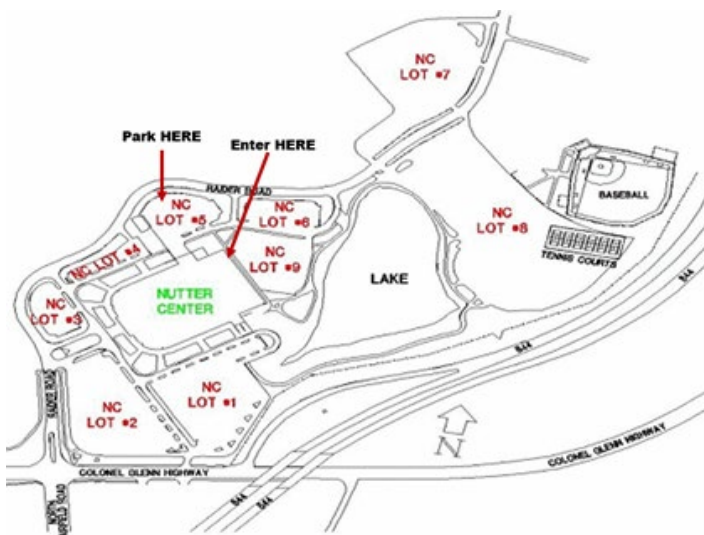 NC
LOT #7
Park HERE
Enter HERE
RAIDER ROAD
BASEBALL
NC
LOT #5
NC
LOT #6
NC
LOT #8
TENNIS COURTS
NC LOT #4
NC
LOT #9
LAKE
NUTTER
CENTER
NC
LOT #3
844
844
NC
LOT #1
NC
LOT #2
RAIDER ROAD
N
COLONEL GLENN HIGHWAY
COLONEL GLENN HIGHWAY
NORTH
ROAD
844
844